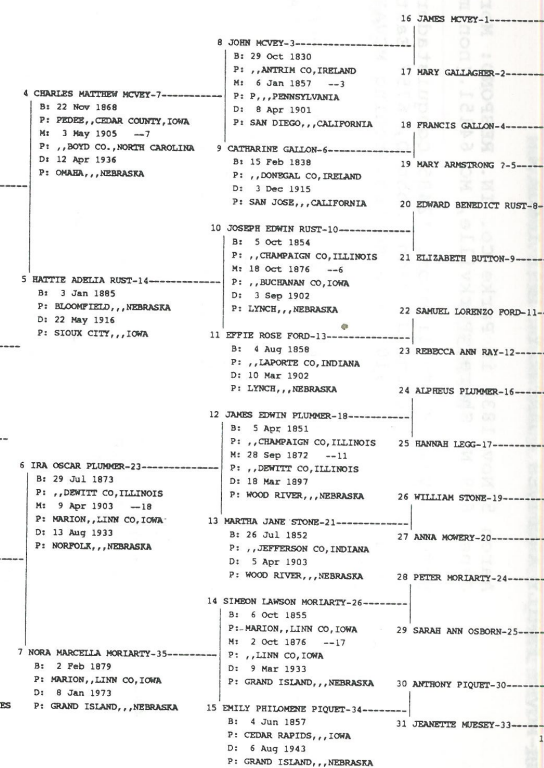 16 JAMES MCVEY-1
8 JOHN MCVEY-3
B: 29 Oct 1830
P: ,,ANTRIM CO,IRELAND
17 MARY GALLAGHER-2
M: 6 Jan 1857 --3
P: P,,,PENNSYLVANIA
4 CHARLES MATTHEW MCVEY-7
D: 8 Apr 1901
B: 22 Nov 1868
P: SAN DIEGO,,,CALIFORNIA
18 FRANCIS GALLON-4
P: PEDEE,,CEDAR COUNTY,IOWA
M: 3 May 1905 --7
9 CATHARINE GALLON-6
P: ,,BOYD CO.,NORTH CAROLINA
B: 15 Feb 1838
19 MARY ARMSTRONG ?-5
D: 12 Apr 1936
P: ,,DONEGAL CO,IRELAND
P: OMAHA,,,NEBRASKA
D: 3 Dec 1915
P: SAN JOSE,,,CALIFORNIA
20 EDWARD BENEDICT RUST-8
10 JOSEPH EDWIN RUST-10
B: 5 Oct 1854
P: ,,CHAMPAIGN CO,ILLINOIS
21 ELIZABETH BUTTON-9
M: 18 Oct 1876 --6
5 HATTIE ADELIA RUST-14
P: ,,BUCHANAN CO,IOWA
B: 3 Jan 1885
D: 3 Sep 1902
P: BLOOMFIELD,,,NEBRASKA
P: LYNCH,,,NEBRASKA
22 SAMUEL LORENZO FORD-11
D: 22 May 1916
P: SIOUX CITY,,,IOWA
11 EFFIE ROSE FORD-13
B: 4 Aug 1858
23 REBECCA ANN RAY-12
P: ,,LAPORTE CO,INDIANA
D: 10 Mar 1902
P: LYNCH,,,NEBRASKA
24 ALPHEUS PLUMMER-16
12 JAMES EDWIN PLUMMER-18
B: 5 Apr 1851
P: ,,CHAMPAIGN CO,ILLINOIS
25 HANNAH LEGG-17
M: 28 Sep 1872 --11
6 IRA OSCAR PLUMMER-23
P: ,,DEWITT CO,ILLINOIS
B: 29 Jul 1873
D: 18 Mar 1897
P: ,,DEWITT CO,ILLINOIS
P: WOOD RIVER,,,NEBRASKA
26 WILLIAM STONE-19
M: 9 Apr 1903 --18
P: MARION,,LINN CO,IOWA
13 MARTHA JANE STONE-21
D: 13 Aug 1933
B: 26 Jul 1852
27 ANNA MOWERY-20
P: NORFOLK,,,NEBRASKA
P: ,,JEFFERSON CO,INDIANA
D: 5 Apr 1903
P: WOOD RIVER,,,NEBRASKA
28 PETER MORIARTY-24
14 SIMEON LAWSON MORIARTY-26
B: 6 Oct 1855
P: MARION,,LINN CO,IOWA
29 SARAH ANN OSBORN-25
M: 2 Oct 1876 --17
7 NORA MARCELLA MORIARTY-35
P: ,,LINN CO,IOWA
B: 2 Feb 1879
D: 9 Mar 1933
P: MARION,,LINN CO,IOWA
P: GRAND ISLAND,,,NEBRASKA
30 ANTHONY PIQUET-30
D: 8 Jan 1973
ES P: GRAND ISLAND,,,NEBRASKA
15 EMILY PHILOMENE PIQUET-34
B: 4 Jun 1857
31 JEANETTE MUESEY-33
P: CEDAR RAPIDS,,,IOWA
1
D: 6 Aug 1943
P: GRAND ISLAND,,,NEBRASKA